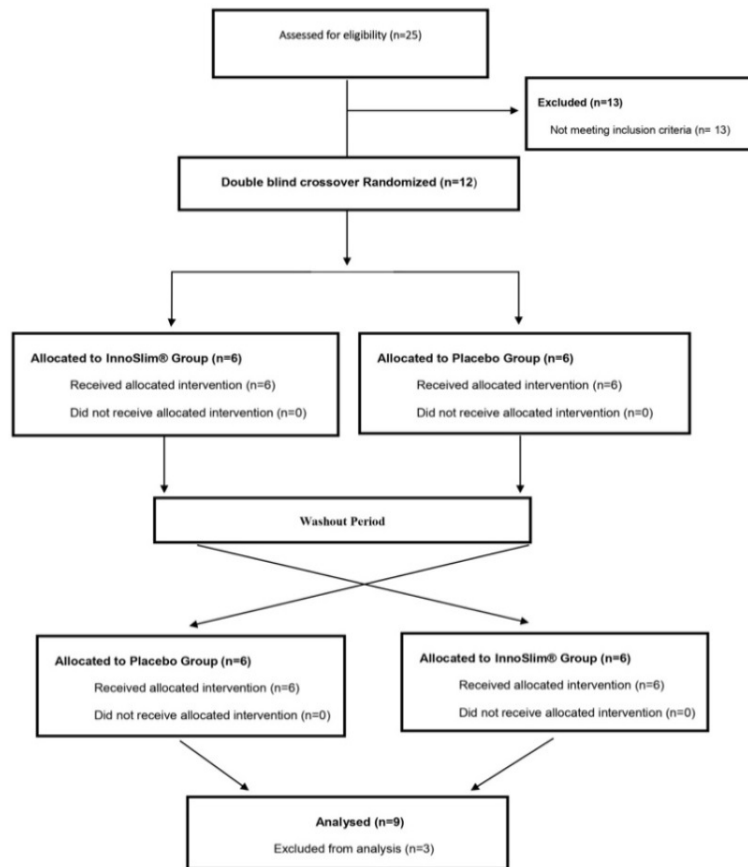 Assessed for eligibility (n=25)
Excluded (n=13)
Not meeting inclusion criteria (n= 13)
Double blind crossover Randomized (n=12)
Allocated to InnoSlim® Group (n=6)
Received allocated intervention (n=6)
Did not receive allocated intervention (n=0)
Allocated to Placebo Group (n=6)
Received allocated intervention (n=6)
Did not receive allocated intervention (n=0)
Washout Period
Allocated to Placebo Group (n=6)
Received allocated intervention (n=6)
Did not receive allocated intervention (n=0)
Allocated to InnoSlim® Group (n=6)
Received allocated intervention (n=6)
Did not receive allocated intervention (n=0)
Analysed (n=9)
Excluded from analysis (n=3)